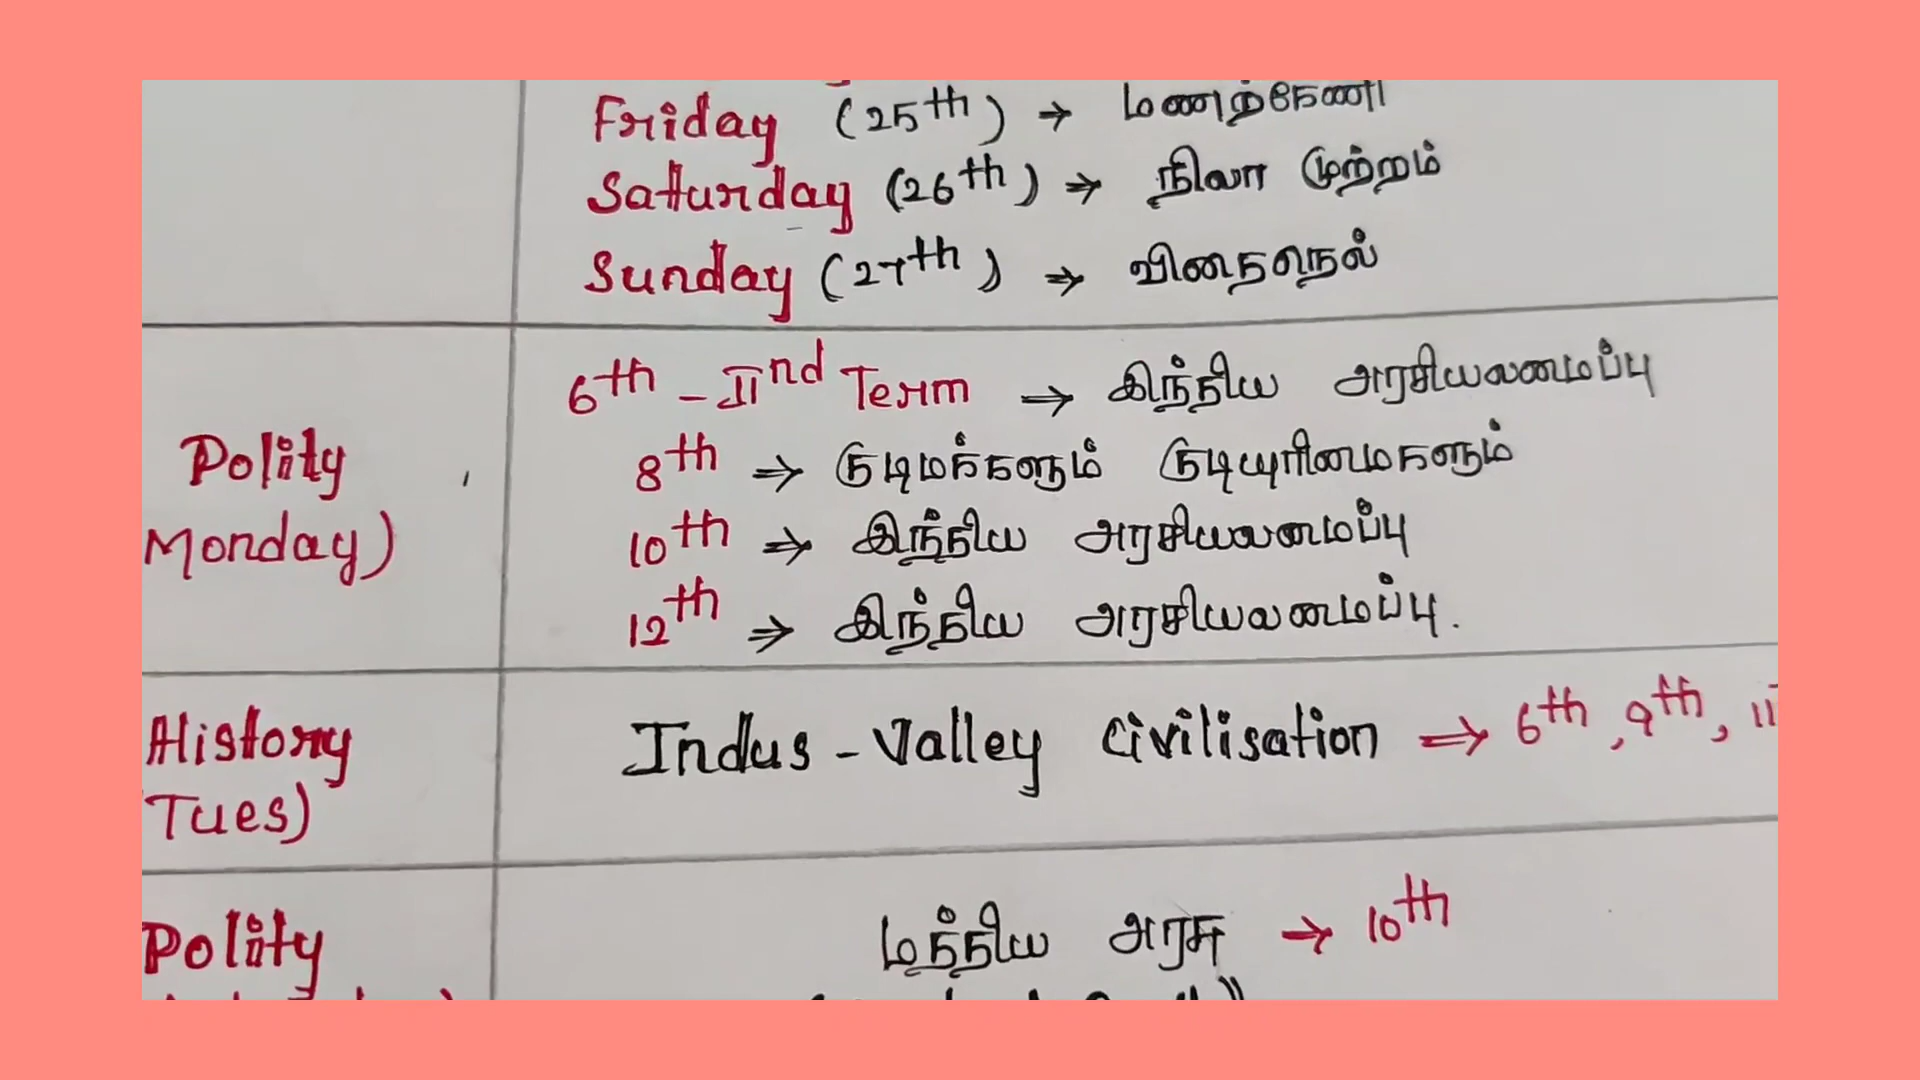 Friday (25th) → மணற்கேணி
Saturday (26th) → நிலா முற்றம்
Sunday (27th) → விதைநெல்
6th - IInd Term → இந்திய அரசியலமைப்பு
Polity
Monday)
8th → குடிமக்களும் குடியுரிமைகளும்
10th → இந்திய அரசியலமைப்பு
12th → இந்திய அரசியலமைப்பு.
History
Tues)
Indus - Valley Civilisation → 6th, 9th, 11
Polity
மத்திய அரசு → 10th